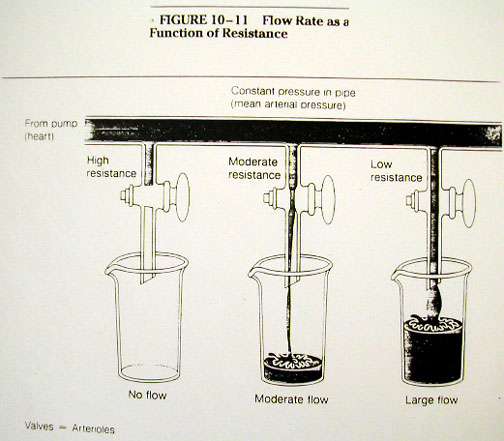 FIGURE 10–11 Flow Rate as a
Function of Resistance
Constant pressure in pipe
(mean arterial pressure)
From pump
(heart)
High
resistance
Moderate
resistance
Low
resistance
No flow
Moderate flow
Large flow
Valves = Arterioles